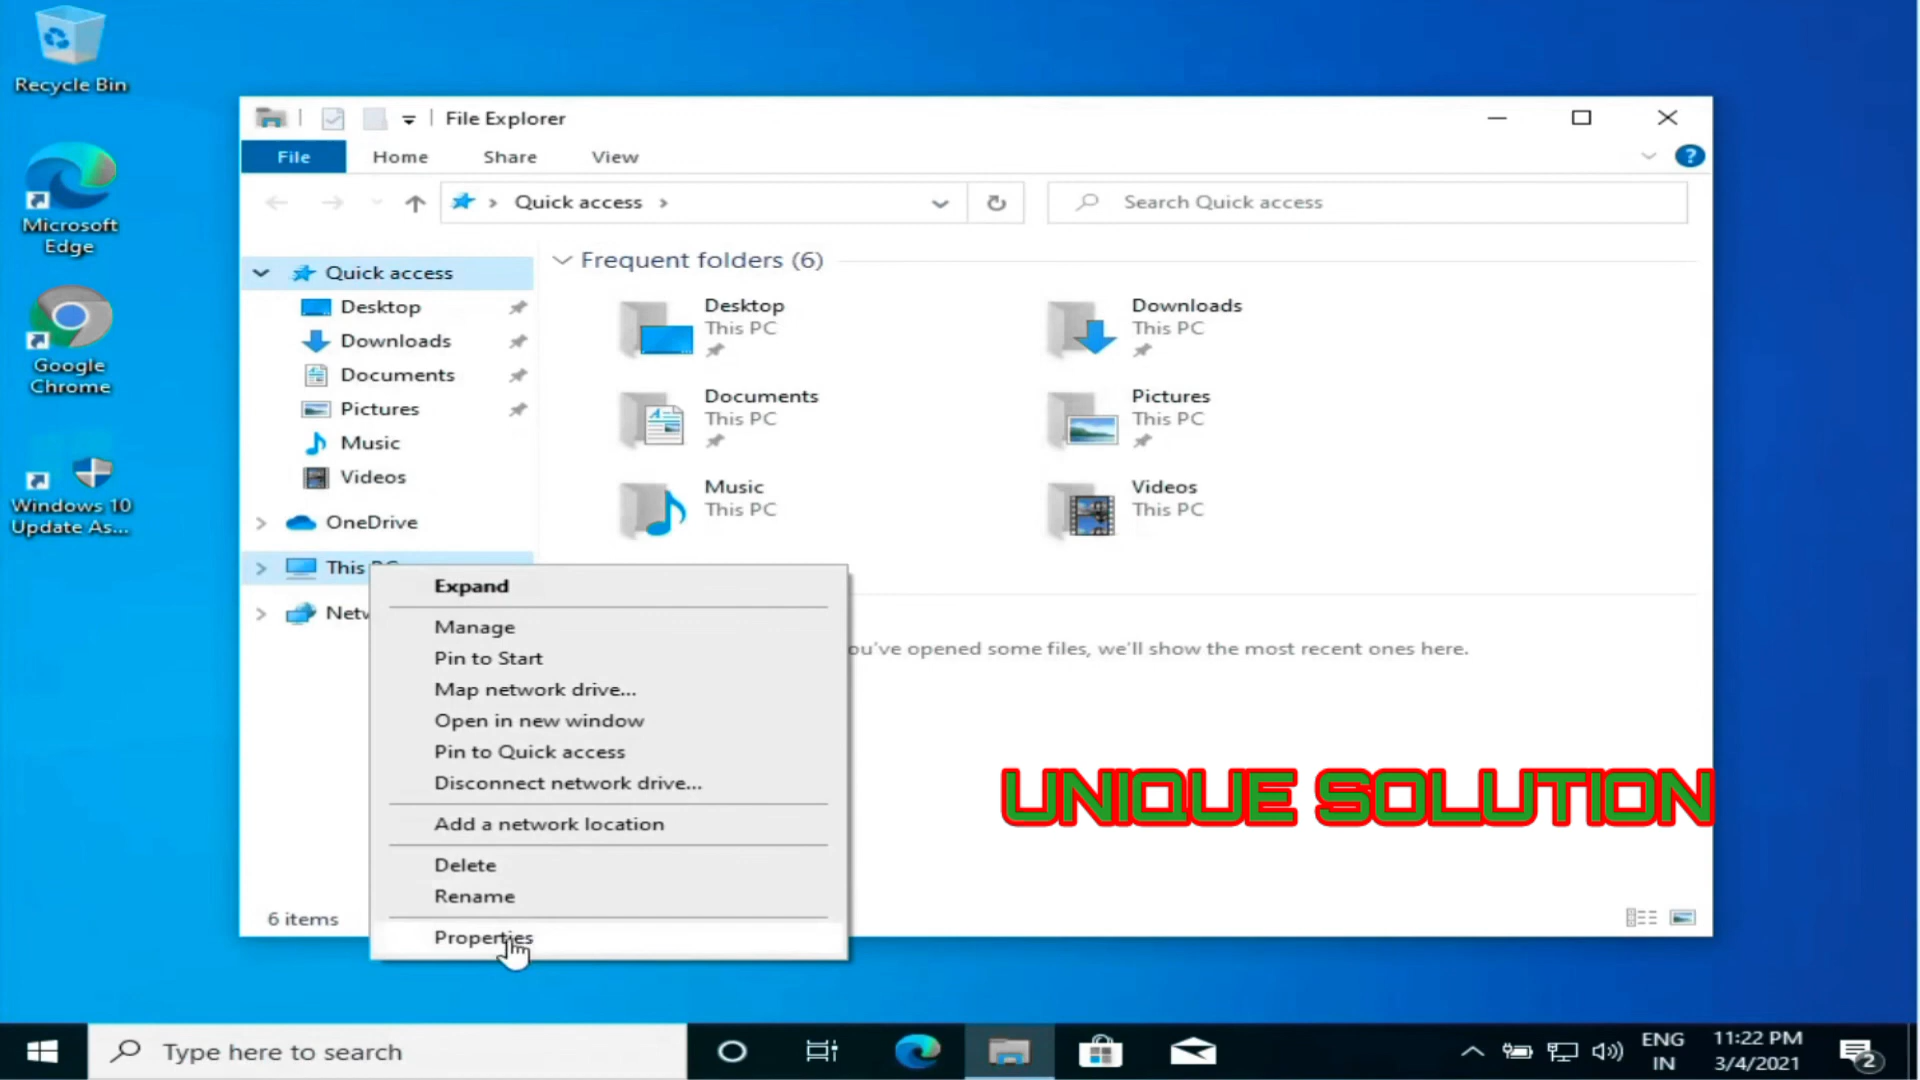 Recycle Bin
Microsoft
Edge
Google
Chrome
Windows 10
Update As...
File Explorer
File
Home
Share
View
?
Quick access
Search Quick access
Quick access
Desktop
Downloads
Documents
Pictures
Music
Videos
OneDrive
This
Frequent folders (6)
Desktop
This PC
Downloads
This PC
Documents
This PC
Pictures
This PC
Music
This PC
Videos
This PC
Expand
Manage
Pin to Start
Map network drive...
Open in new window
Pin to Quick access
Disconnect network drive...
Add a network location
Delete
Rename
Properties
ou've opened some files, we'll show the most recent ones here.
UNIQUE SOLUTION
6 items
Type here to search
ENG
IN
11:22 PM
3/4/2021
2